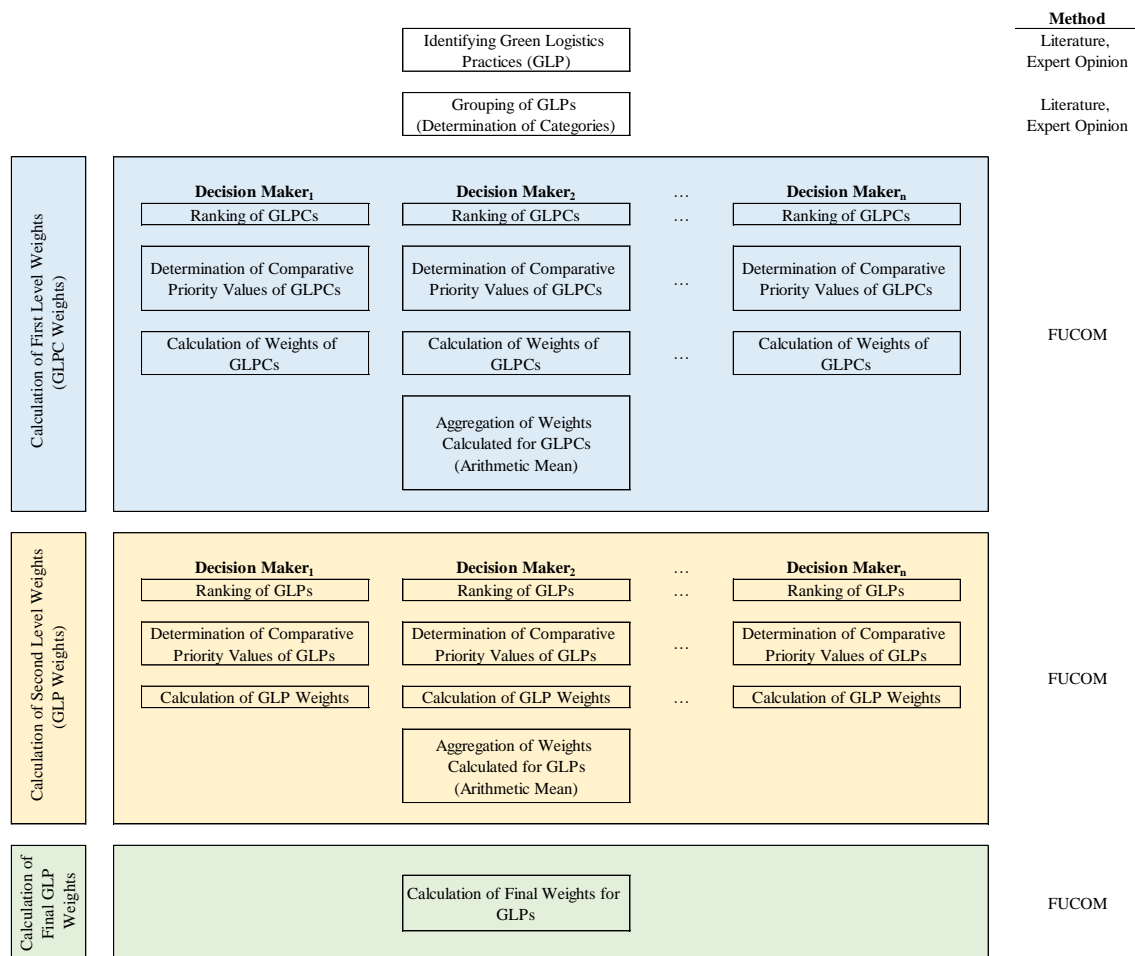 Method
Identifying Green Logistics
Practices (GLP)
Literature,
Expert Opinion
Grouping of GLPs
(Determination of Categories)
Literature,
Expert Opinion
Calculation of First Level Weights
(GLPC Weights)
Decision Maker1 Decision Maker2 … Decision Makern
Ranking of GLPCs Ranking of GLPCs … Ranking of GLPCs
Determination of Comparative
Priority Values of GLPCs
Determination of Comparative
Priority Values of GLPCs
…
Determination of Comparative
Priority Values of GLPCs
Calculation of Weights of
GLPCs
Calculation of Weights of
GLPCs
…
Calculation of Weights of
GLPCs
Aggregation of Weights
Calculated for GLPCs
(Arithmetic Mean)
FUCOM
Calculation of Second Level Weights
(GLP Weights)
Decision Maker1 Decision Maker2 … Decision Makern
Ranking of GLPs Ranking of GLPs … Ranking of GLPs
Determination of Comparative
Priority Values of GLPs
Determination of Comparative
Priority Values of GLPs
…
Determination of Comparative
Priority Values of GLPs
Calculation of GLP Weights Calculation of GLP Weights … Calculation of GLP Weights
Aggregation of Weights
Calculated for GLPs
(Arithmetic Mean)
FUCOM
Calculation of
Final GLP
Weights
Calculation of Final Weights for
GLPs
FUCOM